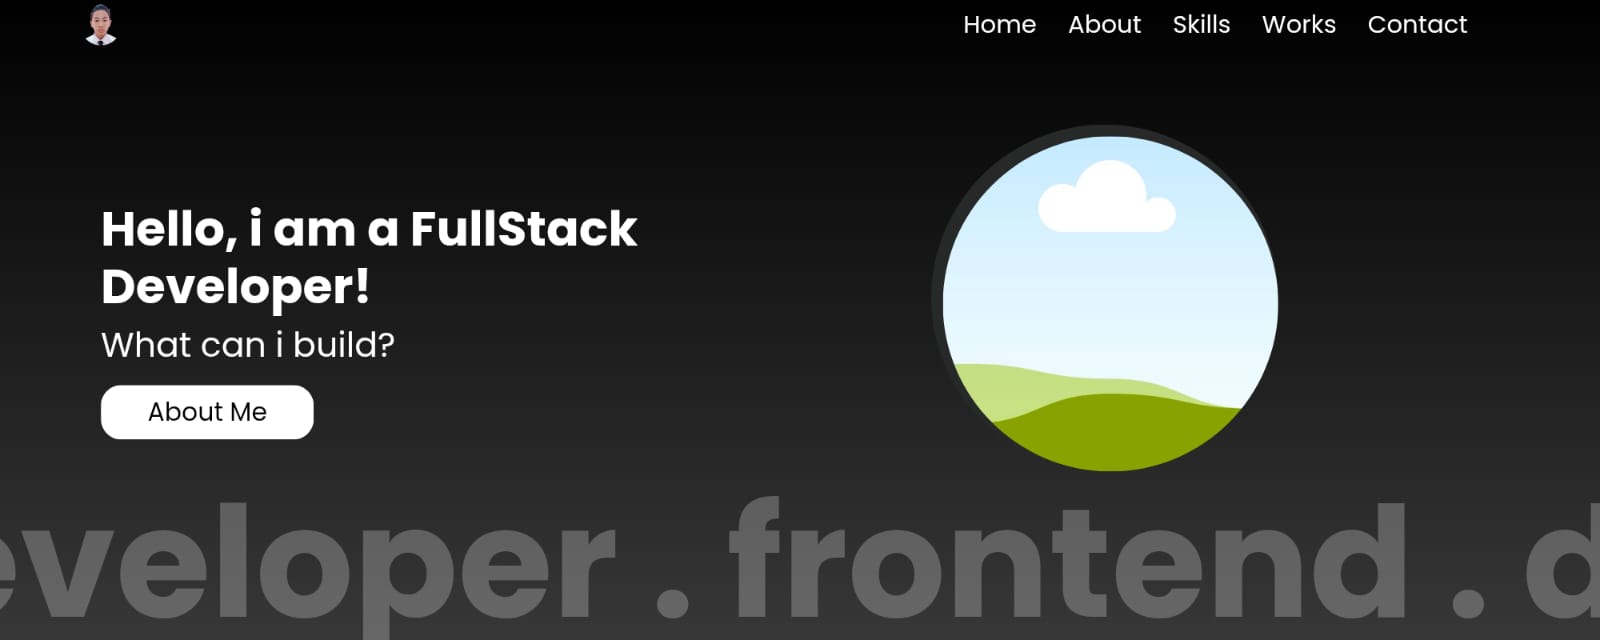 Home About Skills Works Contact
Hello, i am a FullStack
Developer!
What can i build?
About Me
eveloper . frontend . d